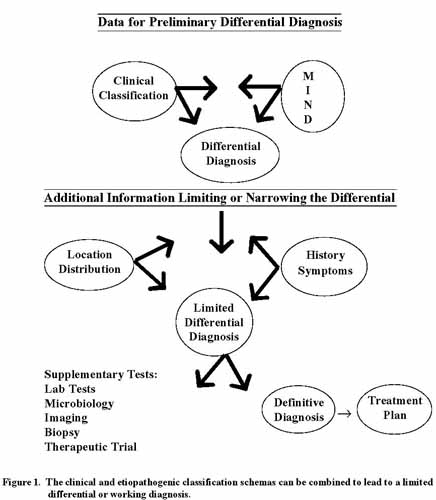 Data for Preliminary Differential Diagnosis
Clinical
Classification
M
I
N
D
Differential
Diagnosis
Additional Information Limiting or Narrowing the Differential
Location
Distribution
History
Symptoms
Limited
Differential
Diagnosis
Supplementary Tests:
Lab Tests
Microbiology
Imaging
Biopsy
Therapeutic Trial
Definitive
Diagnosis
Treatment
Plan
Figure 1. The clinical and etiopathogenic classification schemas can be combined to lead to a limited
differential or working diagnosis.